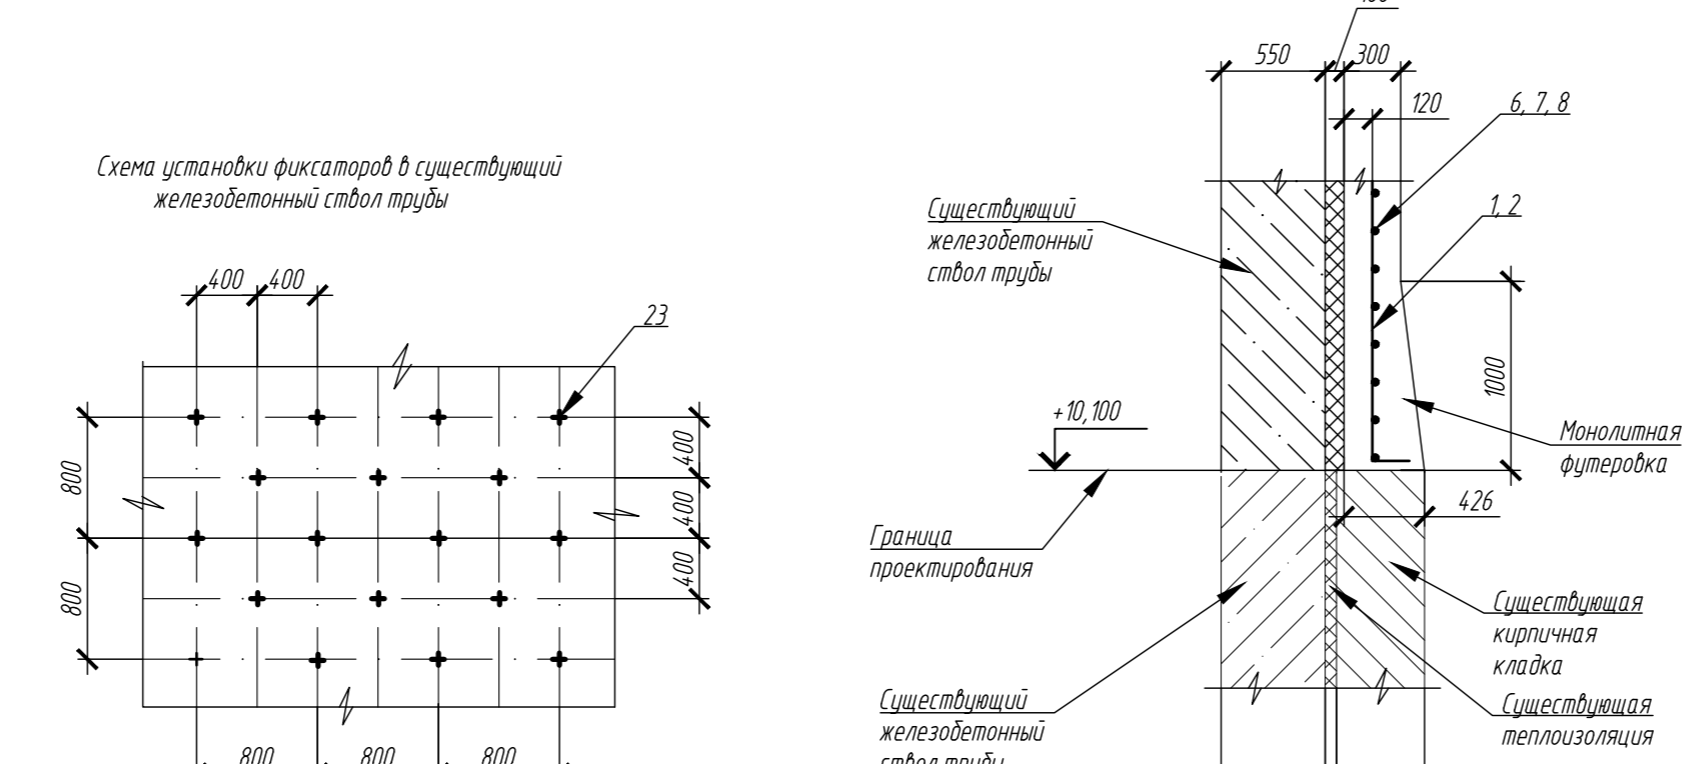 Схема установки фиксаторов в существующий
железобетонный ствол трубы
400 400
23
800
800
400
400
400
800 800 800
550 300
120
6, 7, 8
1, 2
Существующий
железобетонный
ствол трубы
1000
+10,100
Монолитная
футеровка
426
Граница
проектирования
Существующая
кирпичная
кладка
Существующая
теплоизоляция
Существующий
железобетонный
ствол трубы